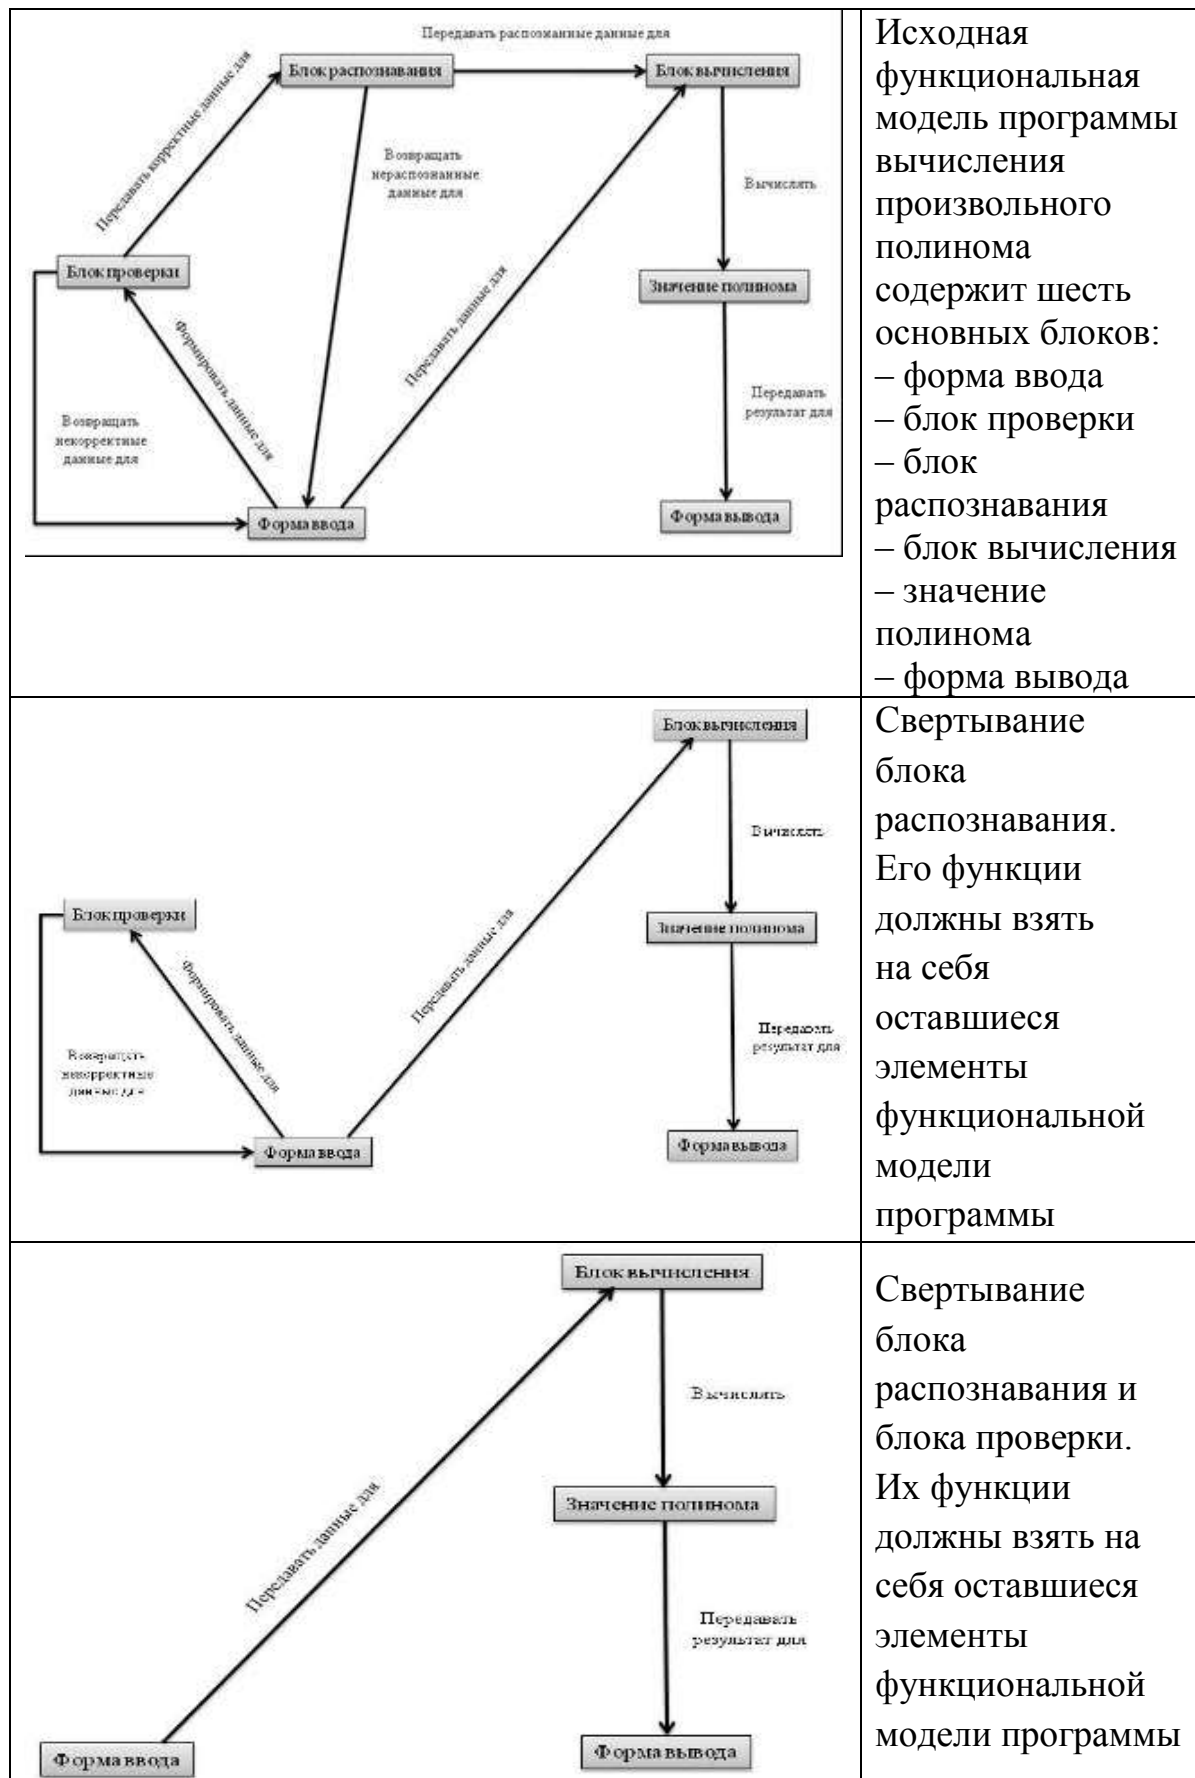 Передавать распознанные данные для
Блок распознавания
Блок вычисления
Передавать корректные данные для
Возвращать
нераспознанные
данные для
Вычислять
Блок проверки
Передавать данные для
Значение полинома
Формировать данные для
Возвращать
некорректные
данные для
Передавать
результат для
Форма ввода
Форма вывода
Исходная
функциональная
модель программы
вычисления
произвольного
полинома
содержит шесть
основных блоков:
– форма ввода
– блок проверки
– блок
распознавания
– блок вычисления
– значение
полинома
– форма вывода
Блок вычисления
Вычислять
Блок проверки
Передавать данные для
Значение полинома
Формировать данные для
Возвращать
некорректные
данные для
Передавать
результат для
Форма ввода
Форма вывода
Свертывание
блока
распознавания.
Его функции
должны взять
на себя
оставшиеся
элементы
функциональной
модели
программы
Блок вычисления
Вычислять
Передавать данные для
Значение полинома
Передавать
результат для
Форма ввода
Форма вывода
Свертывание
блока
распознавания и
блока проверки.
Их функции
должны взять на
себя оставшиеся
элементы
функциональной
модели программы